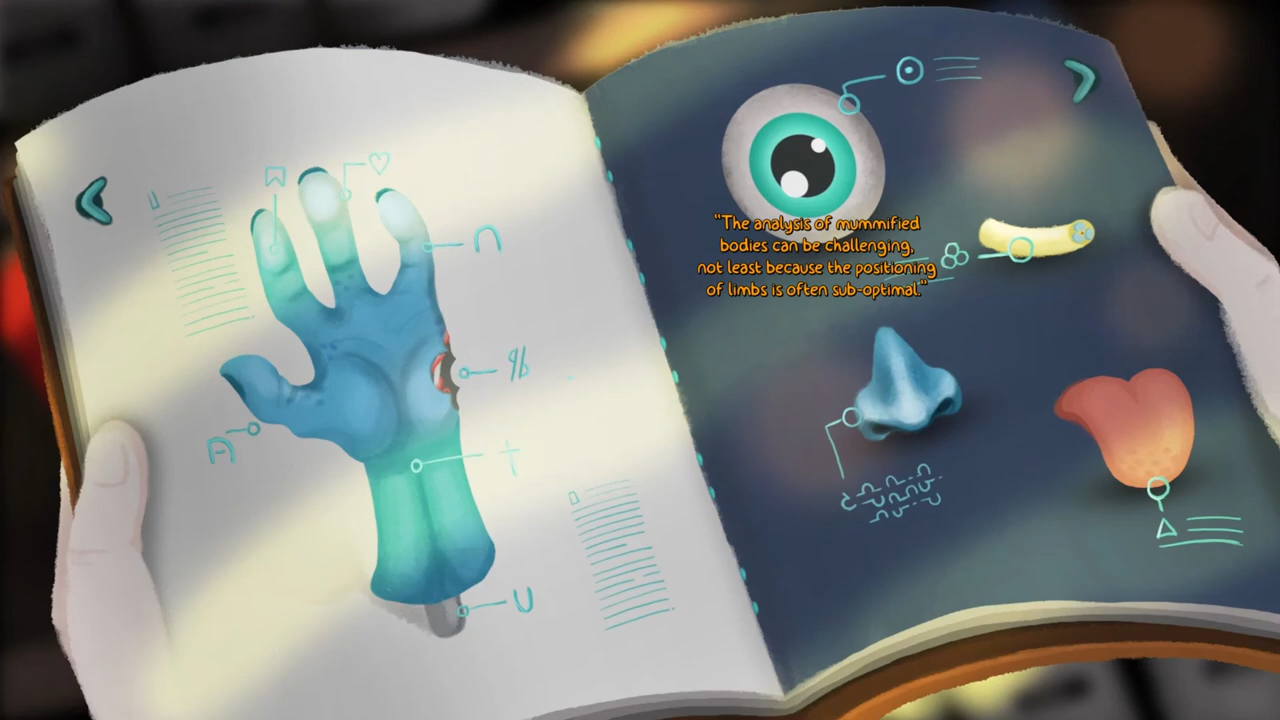 "The analysis of mummified
bodies can be challenging,
not least because the positioning
of limbs is often sub-optimal."